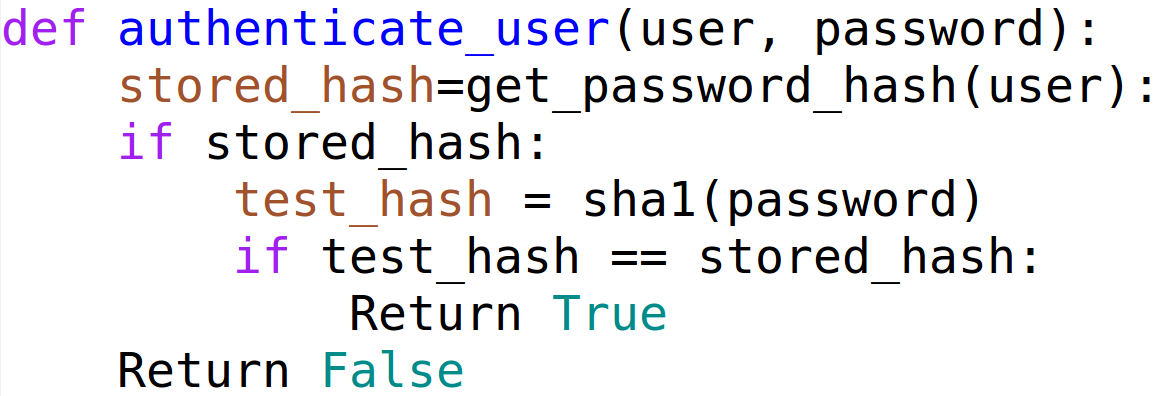 def authenticate_user(user, password):
    stored_hash=get_password_hash(user):
    if stored_hash:
        test_hash = sha1(password)
        if test_hash == stored_hash:
            Return True
    Return False